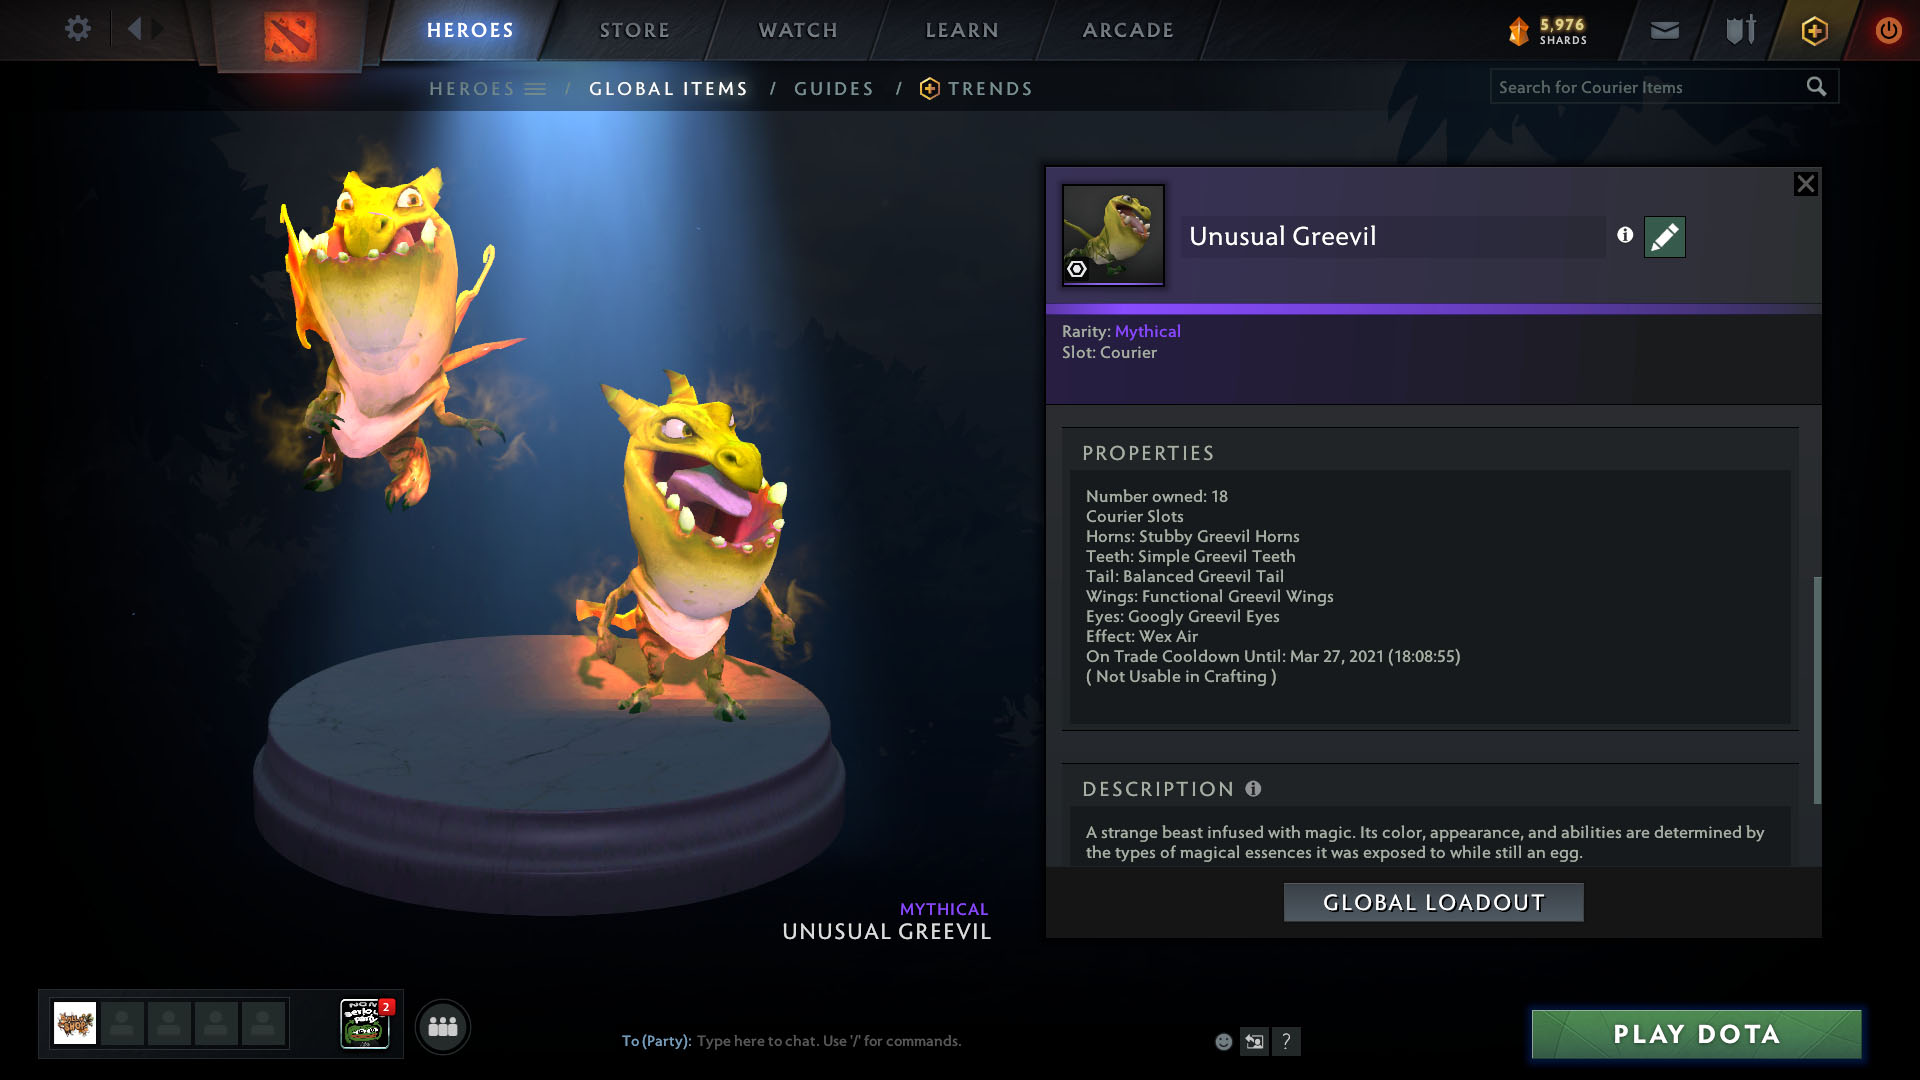 HEROES
STORE
WATCH
LEARN
ARCADE
5,976
SHARDS
HEROES / GLOBAL ITEMS / GUIDES / TRENDS
Search for Courier Items
Unusual Greevil
Rarity: Mythical
Slot: Courier
PROPERTIES
Number owned: 18
Courier Slots
Horns: Stubby Greevil Horns
Teeth: Simple Greevil Teeth
Tail: Balanced Greevil Tail
Wings: Functional Greevil Wings
Eyes: Googly Greevil Eyes
Effect: Wex Air
On Trade Cooldown Until: Mar 27, 2021 (18:08:55)
( Not Usable in Crafting )
DESCRIPTION
A strange beast infused with magic. Its color, appearance, and abilities are determined by
the types of magical essences it was exposed to while still an egg.
GLOBAL LOADOUT
MYTHICAL
UNUSUAL GREEVIL
2
To (Party): Type here to chat. Use '/' for commands.
?
PLAY DOTA